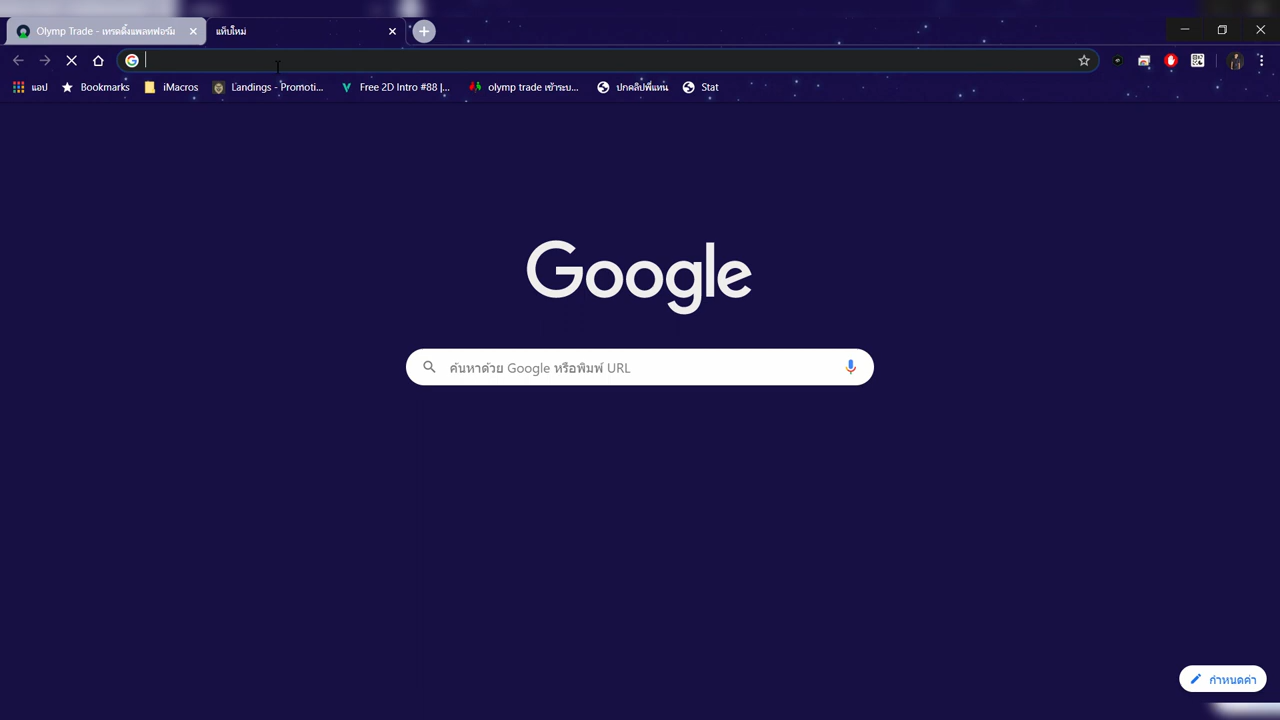 Olymp Trade - เทรดดิ้งแพลทฟอร์ม
แท็บใหม่
แอป
Bookmarks
iMacros
Landings - Promoti...
Free 2D Intro #88 |...
olymp trade เข้าระบ...
ปกคลิปพี่แทน
Stat
Google
ค้นหาด้วย Google หรือพิมพ์ URL
กำหนดค่า